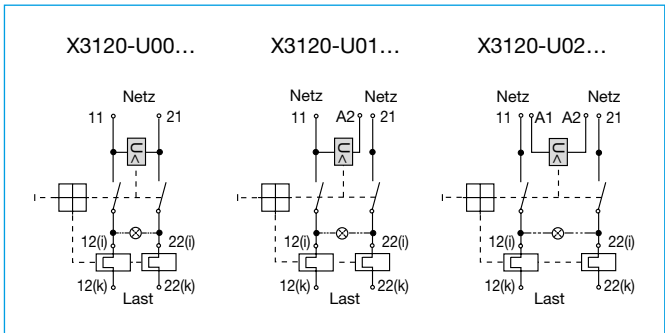 X3120-U00… X3120-U01… X3120-U02…
Netz Netz Netz Netz Netz
11 21 11 A2 21 11 A1 A2 21
U< U< U<
12(i) 22(i) 12(i) 22(i) 12(i) 22(i)
12(k) 22(k) 12(k) 22(k) 12(k) 22(k)
Last Last Last